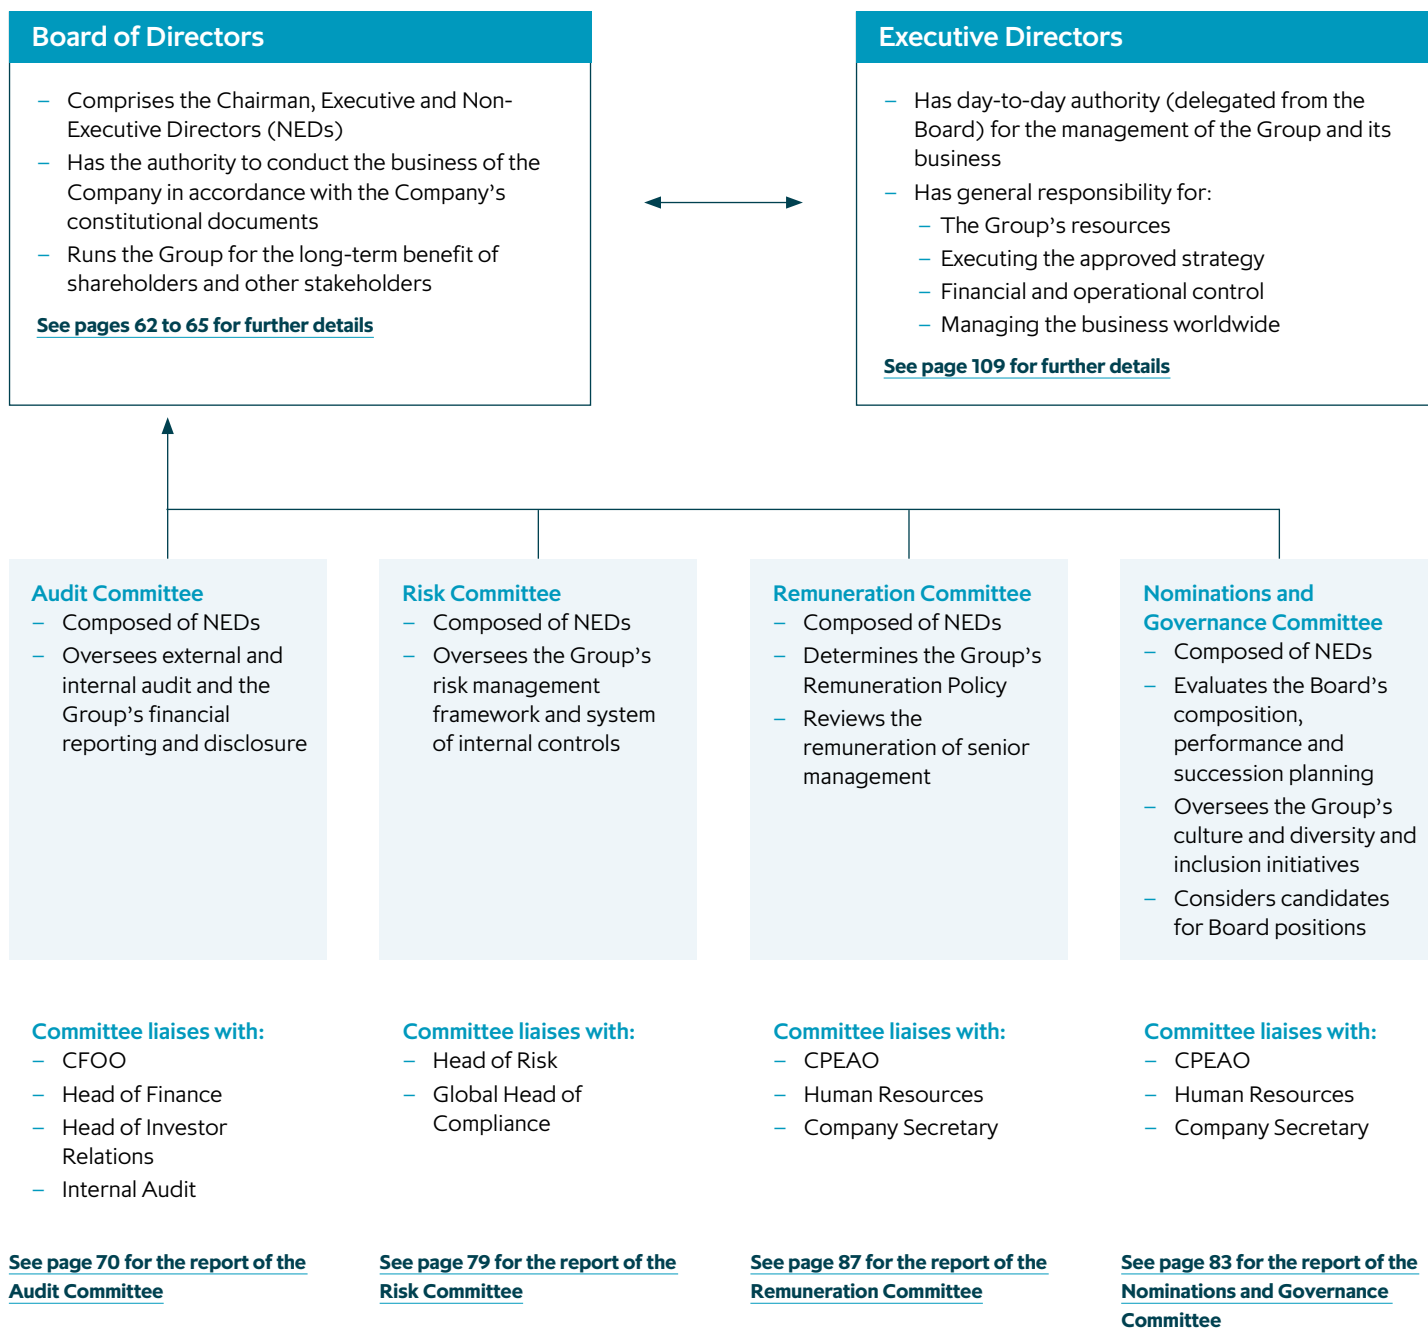 Board of Directors
– Comprises the Chairman, Executive and Non-
Executive Directors (NEDs)
– Has the authority to conduct the business of the
Company in accordance with the Company’s
constitutional documents
– Runs the Group for the long-term benefit of
shareholders and other stakeholders
See pages 62 to 65 for further details
Executive Directors
– Has day-to-day authority (delegated from the
Board) for the management of the Group and its
business
– Has general responsibility for:
– The Group’s resources
– Executing the approved strategy
– Financial and operational control
– Managing the business worldwide
See page 109 for further details
Audit Committee
– Composed of NEDs
– Oversees external and
internal audit and the
Group’s financial
reporting and disclosure
Risk Committee
– Composed of NEDs
– Oversees the Group’s
risk management
framework and system
of internal controls
Remuneration Committee
– Composed of NEDs
– Determines the Group’s
Remuneration Policy
– Reviews the
remuneration of senior
management
Nominations and
Governance Committee
– Composed of NEDs
– Evaluates the Board’s
composition,
performance and
succession planning
– Oversees the Group’s
culture and diversity and
inclusion initiatives
– Considers candidates
for Board positions
Committee liaises with:
– CFOO
– Head of Finance
– Head of Investor
Relations
– Internal Audit
Committee liaises with:
– Head of Risk
– Global Head of
Compliance
Committee liaises with:
– CPEAO
– Human Resources
– Company Secretary
Committee liaises with:
– CPEAO
– Human Resources
– Company Secretary
See page 70 for the report of the
Audit Committee
See page 79 for the report of the
Risk Committee
See page 87 for the report of the
Remuneration Committee
See page 83 for the report of the
Nominations and Governance
Committee